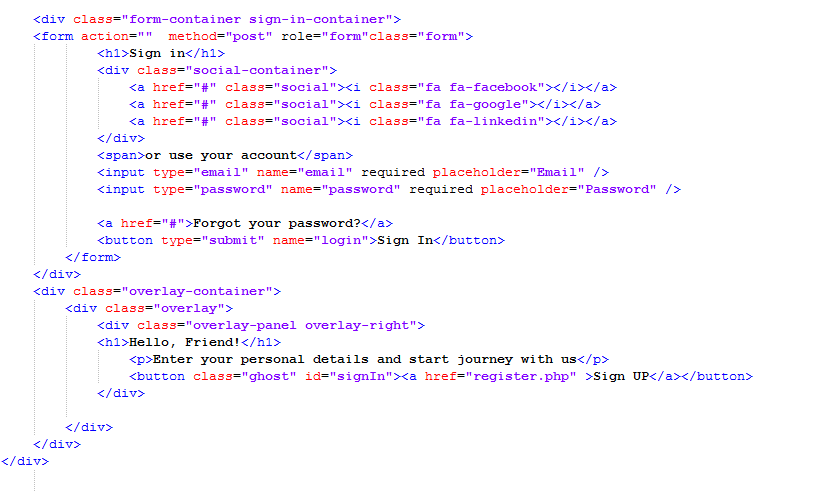 <div class="form-container sign-in-container">
<form action=""  method="post" role="form"class="form">
<h1>Sign in</h1>
<div class="social-container">
<a href="#" class="social"><i class="fa fa-facebook"></i></a>
<a href="#" class="social"><i class="fa fa-google"></i></a>
<a href="#" class="social"><i class="fa fa-linkedin"></i></a>
</div>
<span>or use your account</span>
<input type="email" name="email" required placeholder="Email" />
<input type="password" name="password" required placeholder="Password" />
<a href="#">Forgot your password?</a>
<button type="submit" name="login">Sign In</button>
</form>
</div>
<div class="overlay-container">
<div class="overlay">
<div class="overlay-panel overlay-right">
<h1>Hello, Friend!</h1>
<p>Enter your personal details and start journey with us</p>
<button class="ghost" id="signIn"><a href="register.php" >Sign UP</a></button>
</div>
</div>
</div>
</div>